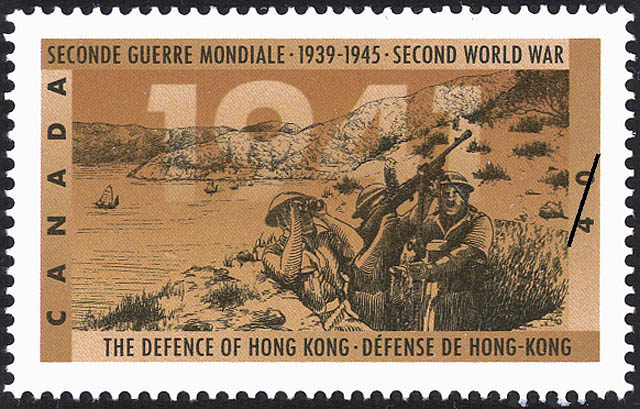 SECONDE GUERRE MONDIALE · 1939-1945 · SECOND WORLD WAR
1941
CANADA
40
THE DEFENCE OF HONG KONG · DÉFENSE DE HONG-KONG